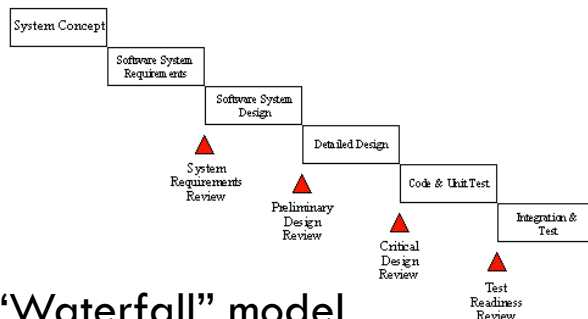 System Concept
Software System
Requirements
Software System
Design
Detailed Design
Code & Unit Test
Integration &
Test
System
Requirements
Review
Preliminary
Design
Review
Critical
Design
Review
Test
Readiness
Review
“Waterfall” model